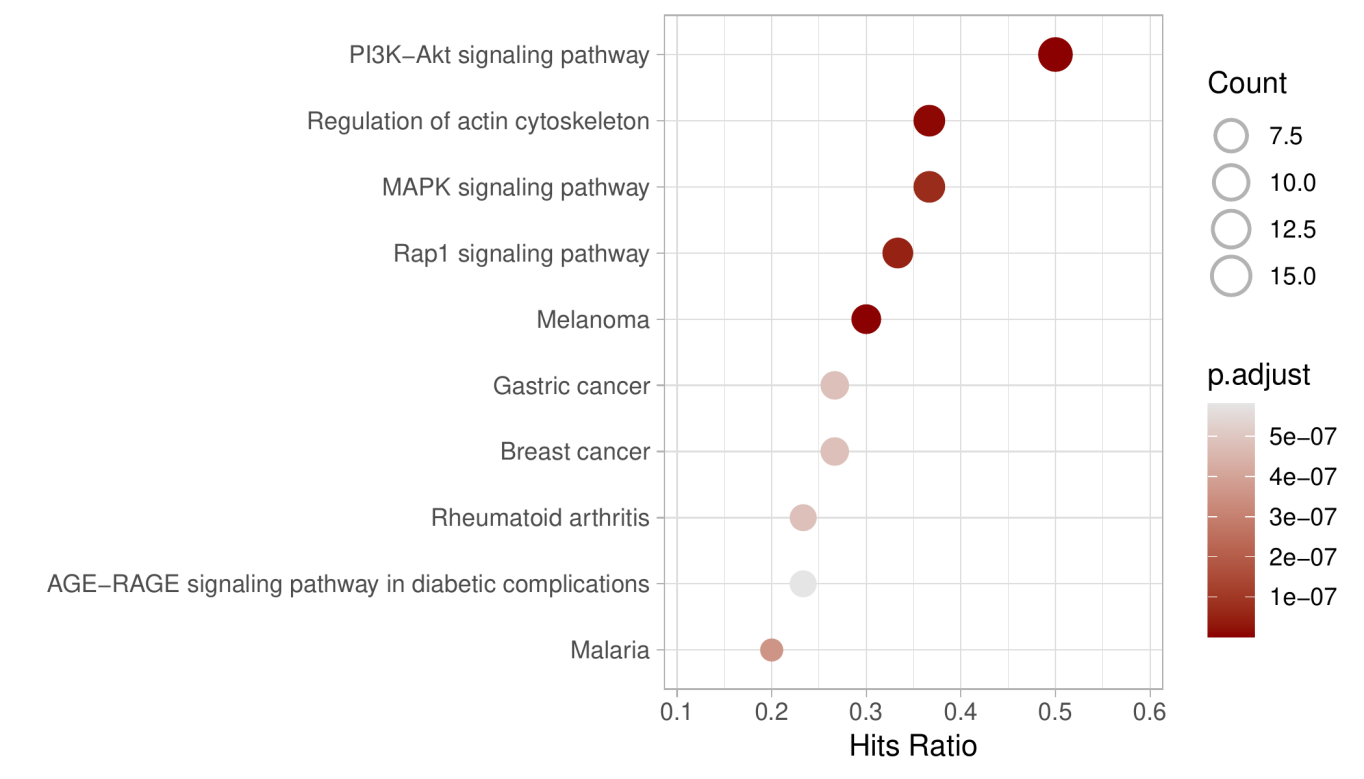 PI3K−Akt signaling pathway
Regulation of actin cytoskeleton
MAPK signaling pathway
Rap1 signaling pathway
Melanoma
Gastric cancer
Breast cancer
Rheumatoid arthritis
AGE−RAGE signaling pathway in diabetic complications
Malaria
0.1 0.2 0.3 0.4 0.5 0.6
Hits Ratio
Count
7.5
10.0
12.5
15.0
p.adjust
5e−07
4e−07
3e−07
2e−07
1e−07